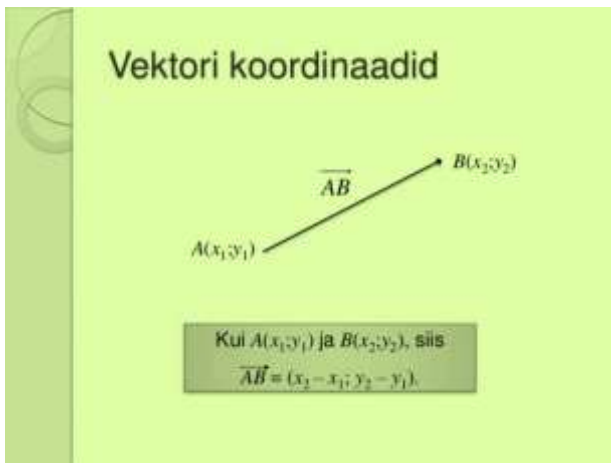 Vektori koordinaadid
B(x₂;y₂)
AB
A(x₁;y₁)
Kui A(x₁;y₁) ja B(x₂;y₂), siis
AB = (x₂ – x₁; y₂ – y₁).